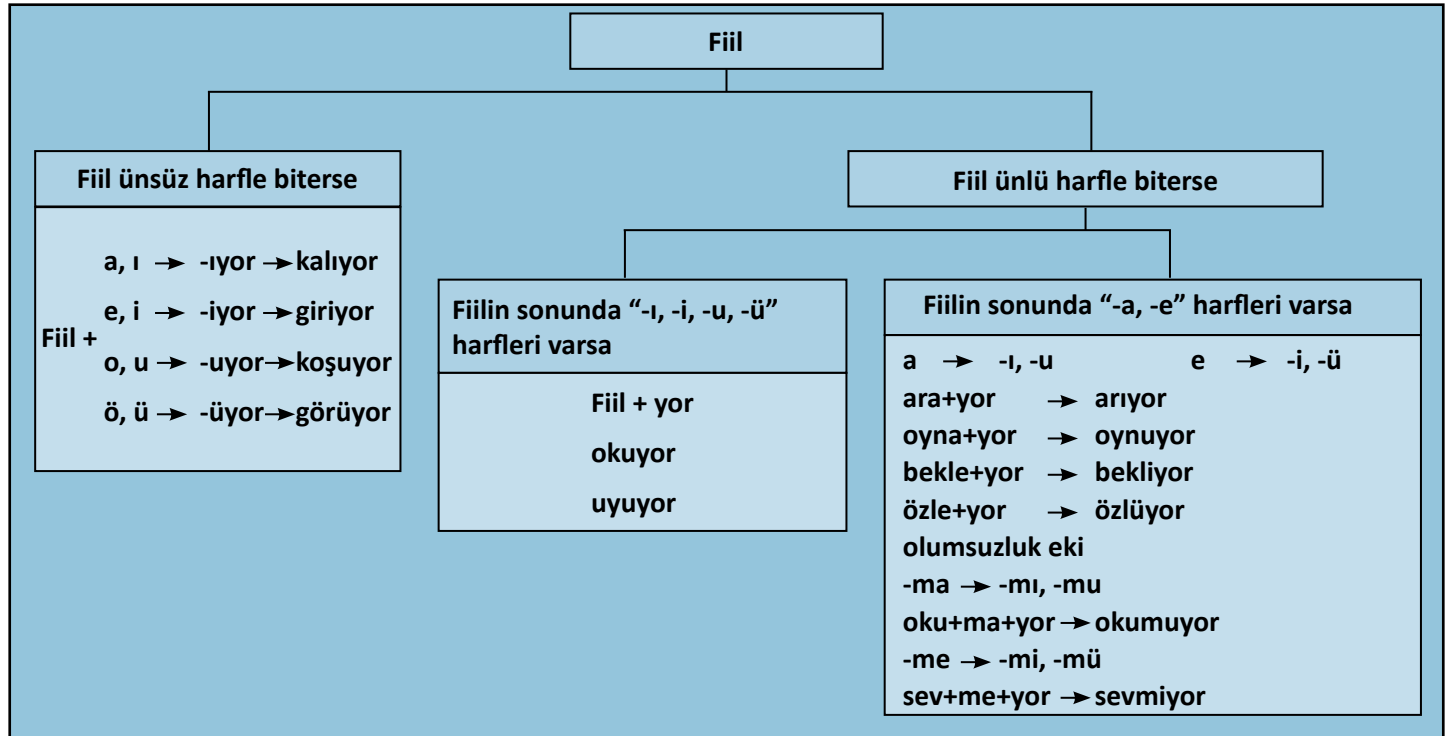 Fiil
Fiil ünsüz harfle biterse
Fiil +
a, ı → -ıyor → kalıyor
e, i → -iyor → giriyor
o, u → -uyor → koşuyor
ö, ü → -üyor → görüyor
Fiil ünlü harfle biterse
Fiilin sonunda “-ı, -i, -u, -ü”
harfleri varsa
Fiil + yor
okuyor
uyuyor
Fiilin sonunda “-a, -e” harfleri varsa
a → -ı, -u e → -i, -ü
ara+yor → arıyor
oyna+yor → oynuyor
bekle+yor → bekliyor
özle+yor → özlüyor
olumsuzluk eki
-ma → -mı, -mu
oku+ma+yor → okumuyor
-me → -mi, -mü
sev+me+yor → sevmiyor